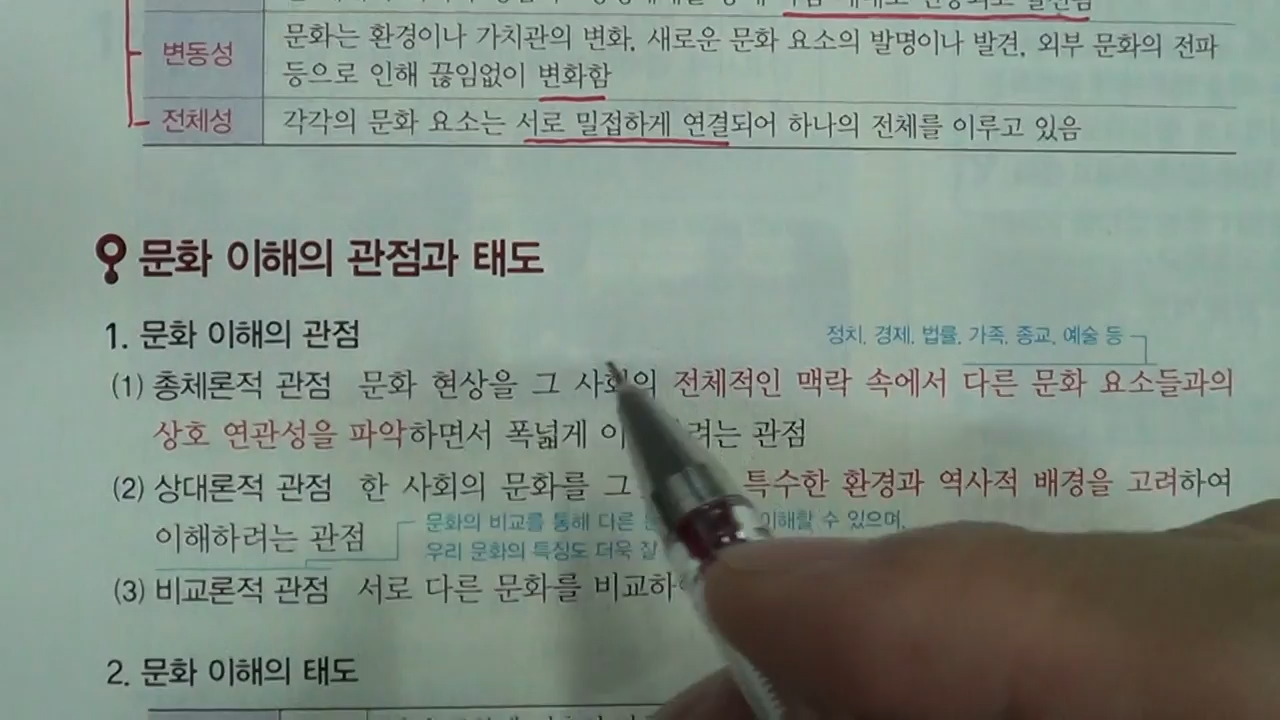 변동성 문화는 환경이나 가치관의 변화, 새로운 문화 요소의 발명이나 발견, 외부 문화의 전파
등으로 인해 끊임없이 변화함
전체성 각각의 문화 요소는 서로 밀접하게 연결되어 하나의 전체를 이루고 있음
문화 이해의 관점과 태도
1. 문화 이해의 관점
정치, 경제, 법률, 가족, 종교, 예술 등
(1) 총체론적 관점 문화 현상을 그 사회의 전체적인 맥락 속에서 다른 문화 요소들과의
상호 연관성을 파악하면서 폭넓게 려는 관점
(2) 상대론적 관점 한 사회의 문화를 그 특수한 환경과 역사적 배경을 고려하여
이해하려는 관점
문화의 비교를 통해 다른 이해할 수 있으며,
우리 문화의 특징도 더욱 잘
(3) 비교론적 관점 서로 다른 문화를 비교하
2. 문화 이해의 태도